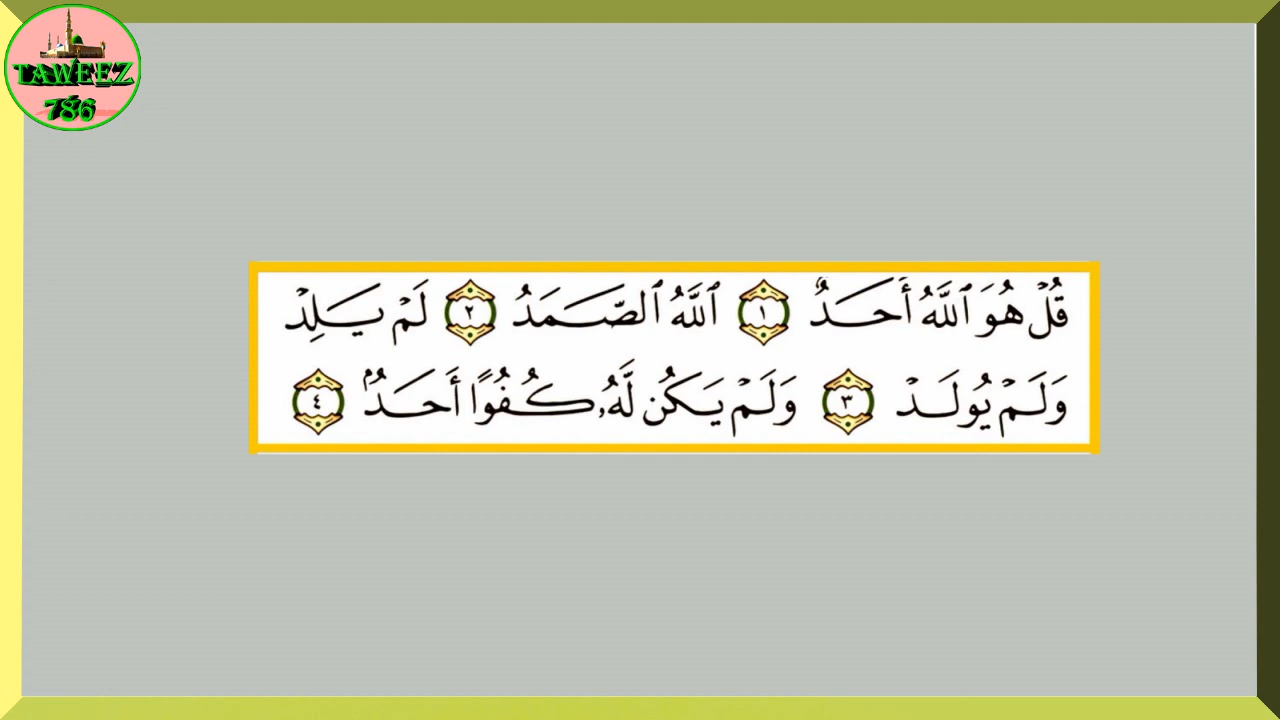 TAWEEZ
786
قُلْ هُوَ ٱللَّهُ أَحَدٌ ١ ٱللَّهُ ٱلصَّمَدُ ٢ لَمْ يَلِدْ
وَلَمْ يُولَدْ ٣ وَلَمْ يَكُن لَّهُۥ كُفُوًا أَحَدُۢ ٤